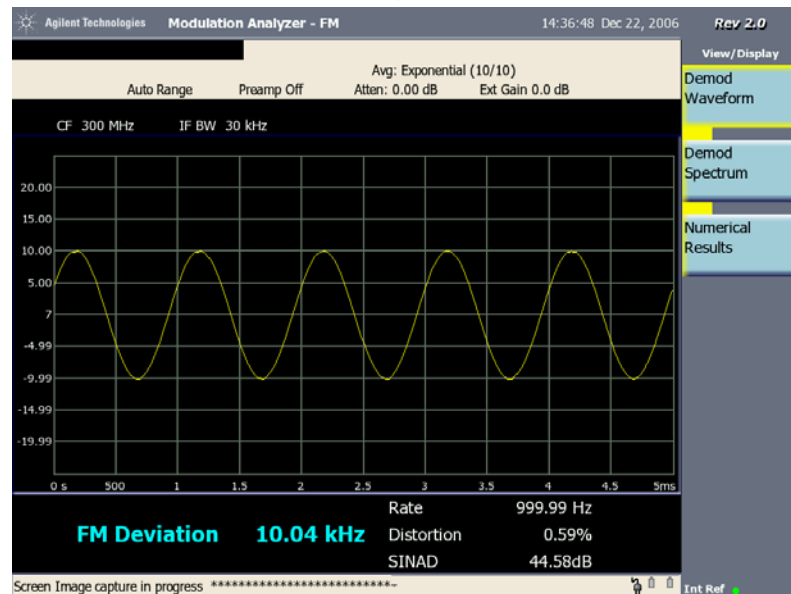 Agilent Technologies Modulation Analyzer - FM 14:36:48 Dec 22, 2006 Rev 2.0
View/Display
Avg: Exponential (10/10)
Auto Range Preamp Off Atten: 0.00 dB Ext Gain 0.0 dB
Demod
Waveform
CF 300 MHz IF BW 30 kHz
Demod
Spectrum
Numerical
Results
20.00
15.00
10.00
5.00
7
-4.99
-9.99
-14.99
-19.99
0 s 500 1 1.5 2 2.5 3 3.5 4 4.5 5ms
Rate 999.99 Hz
FM Deviation 10.04 kHz Distortion 0.59%
SINAD 44.58dB
Screen Image capture in progress **************************~
Int Ref